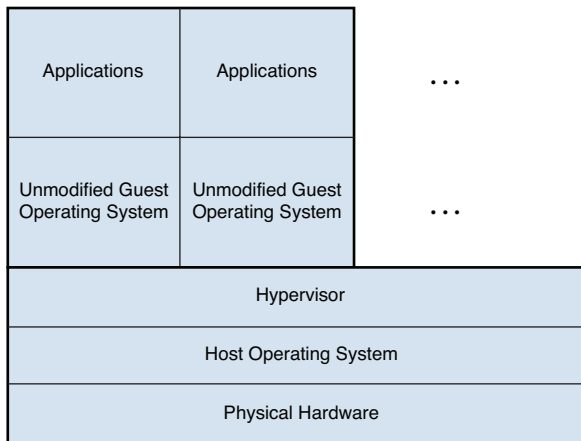 Applications Applications ...
Unmodified Guest Unmodified Guest ...
Operating System Operating System
Hypervisor
Host Operating System
Physical Hardware